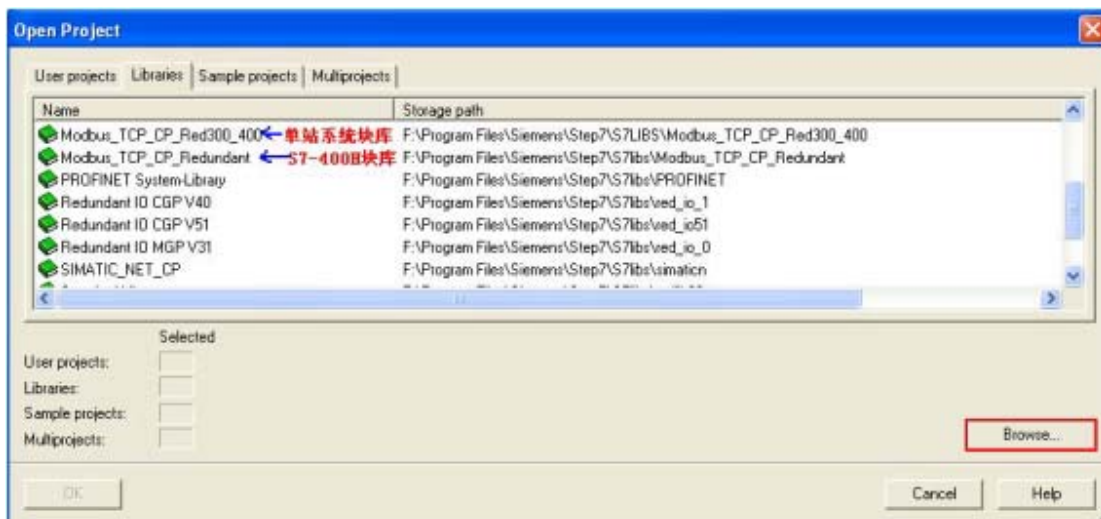 Open Project
User projects Libraries Sample projects Multiprojects
Name Storage path
Modbus_TCP_CP_Red300_400 单站系统块库 F:\Program Files\Siemens\Step7\S7LIBS\Modbus_TCP_CP_Red300_400
Modbus_TCP_CP_Redundant S7-400H块库 F:\Program Files\Siemens\Step7\S7libs\Modbus_TCP_CP_Redundant
PROFINET System-Library F:\Program Files\Siemens\Step7\S7libs\PROFINET
Redundant IO CGP V40 F:\Program Files\Siemens\Step7\S7libs\red_io_1
Redundant IO CGP V51 F:\Program Files\Siemens\Step7\S7libs\red_io51
Redundant IO MGP V31 F:\Program Files\Siemens\Step7\S7libs\red_io_0
SIMATIC_NET_CP F:\Program Files\Siemens\Step7\S7libs\simaticn
Selected
User projects:
Libraries:
Sample projects:
Multiprojects:
Browse...
OK Cancel Help